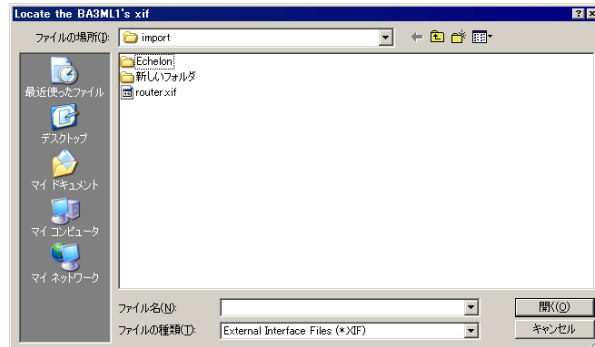 Locate the BA3ML1's xif
ファイルの場所(I):
import
Echelon
新しいフォルダ
router.xif
最近使ったファイル
デスクトップ
マイ ドキュメント
マイ コンピュータ
マイ ネットワーク
ファイル名(N):
開く(O)
ファイルの種類(T):
External Interface Files (*.XIF)
キャンセル